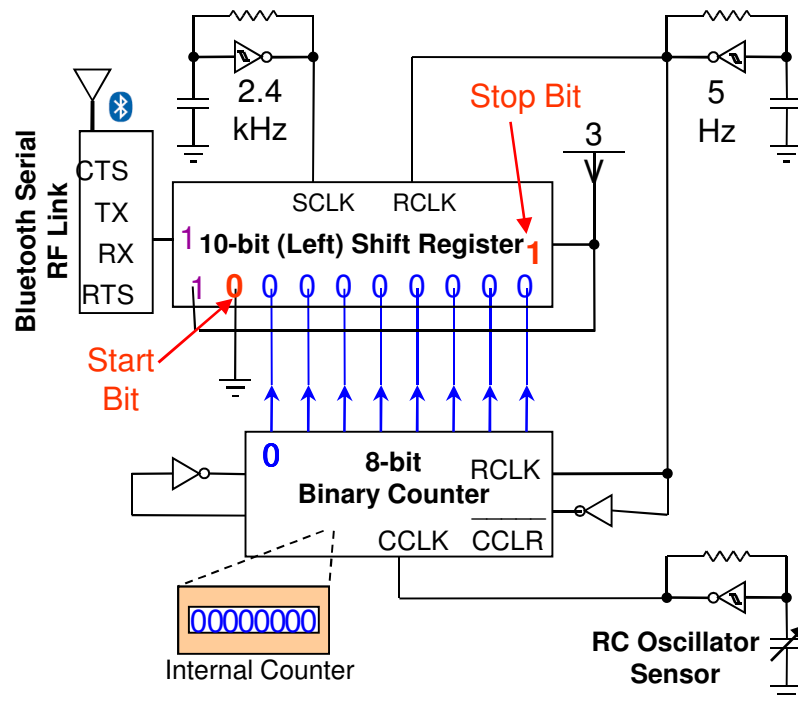 2.4
kHz
5
Hz
Stop Bit
3
Bluetooth Serial
RF Link
CTS
TX
RX
RTS
SCLK RCLK
1 10-bit (Left) Shift Register 1
1 0 0 0 0 0 0 0 0 0
Start
Bit
0
8-bit
Binary Counter
RCLK
CCLK CCLR
00000000
Internal Counter
RC Oscillator
Sensor